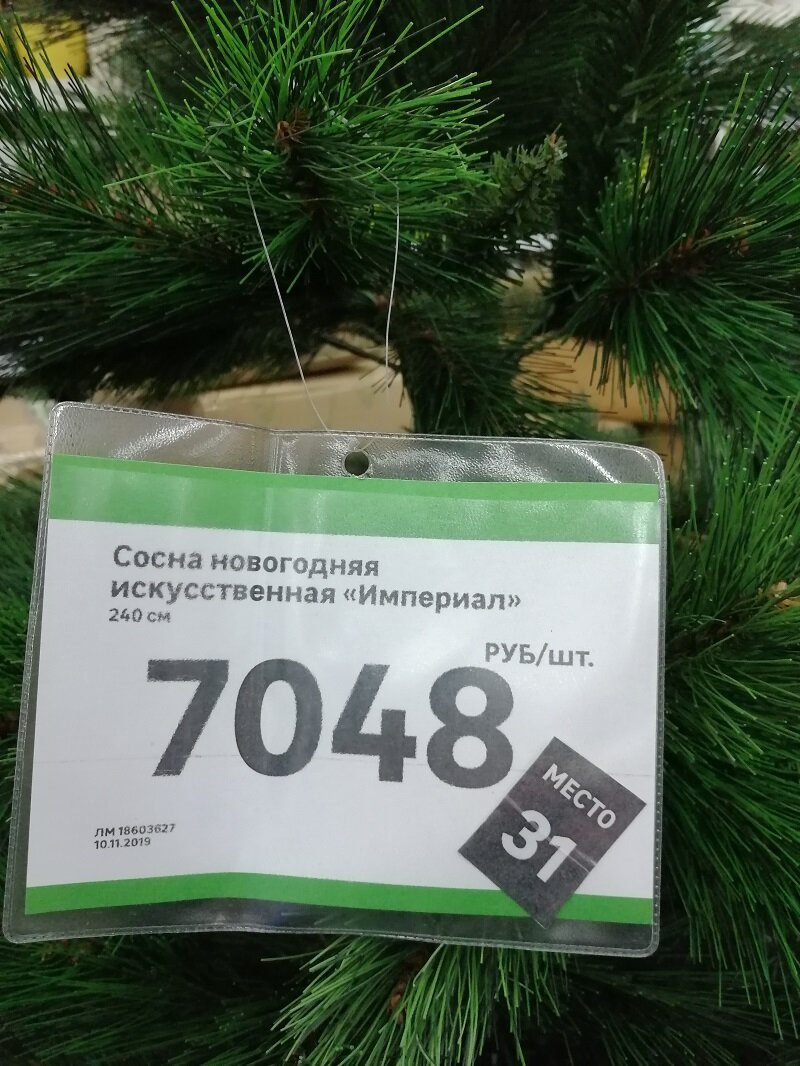 Сосна новогодняя
искусственная «Империал»
240 см
РУБ/шт.
7048
МЕСТО
31
ЛМ 18603627
10.11.2019